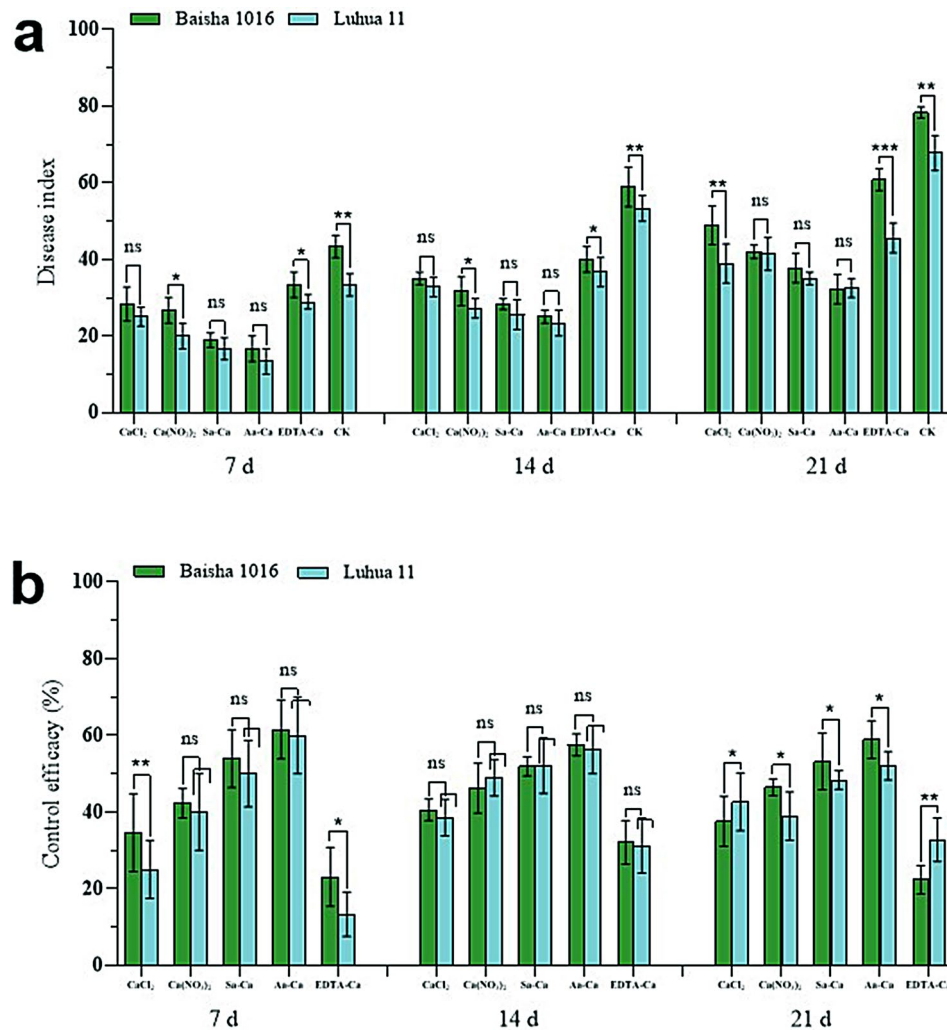 a
Baisha 1016 Luhua 11
Disease index
100
80
60
40
20
0
ns * ns ns * **
ns * ns ns * **
** ns ns ns *** **
CaCl₂ Ca(NO₃)₂ Sa-Ca Aa-Ca EDTA-Ca CK CaCl₂ Ca(NO₃)₂ Sa-Ca Aa-Ca EDTA-Ca CK CaCl₂ Ca(NO₃)₂ Sa-Ca Aa-Ca EDTA-Ca CK
7 d 14 d 21 d
b
Baisha 1016 Luhua 11
Control efficacy (%)
100
80
60
40
20
0
** ns ns ns *
ns ns ns ns ns
* * * * **
CaCl₂ Ca(NO₃)₂ Sa-Ca Aa-Ca EDTA-Ca CaCl₂ Ca(NO₃)₂ Sa-Ca Aa-Ca EDTA-Ca CaCl₂ Ca(NO₃)₂ Sa-Ca Aa-Ca EDTA-Ca
7 d 14 d 21 d